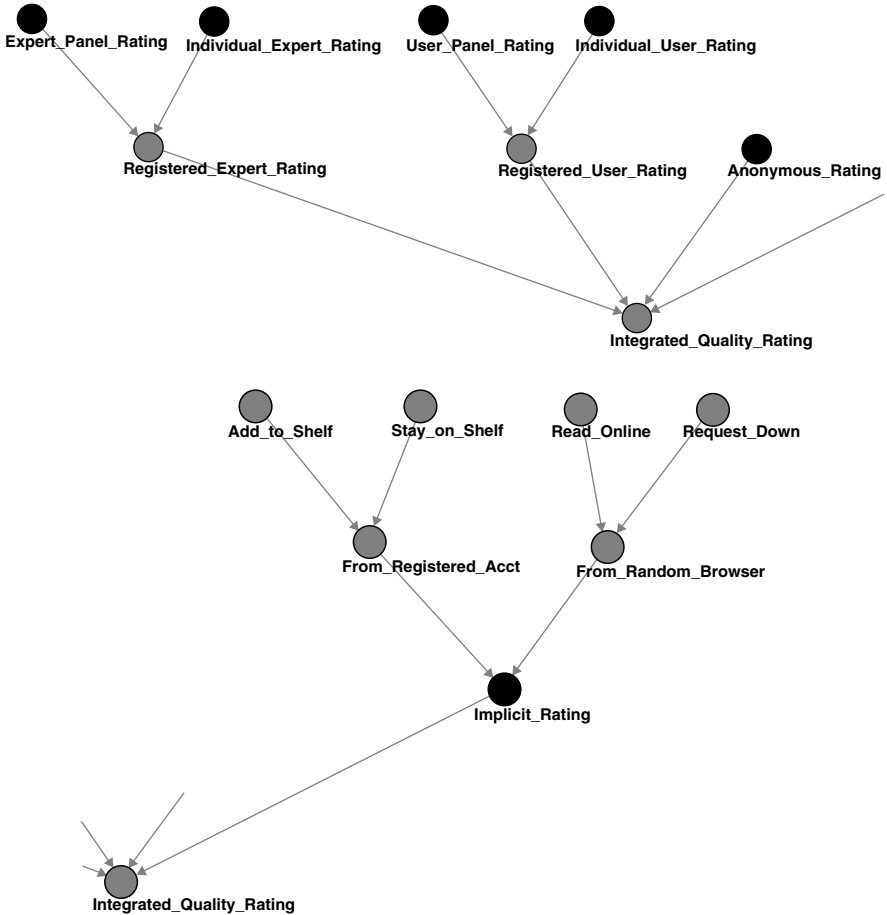 Expert_Panel_Rating
Individual_Expert_Rating
User_Panel_Rating
Individual_User_Rating
Registered_Expert_Rating
Registered_User_Rating
Anonymous_Rating
Integrated_Quality_Rating
Add_to_Shelf
Stay_on_Shelf
Read_Online
Request_Down
From_Registered_Acct
From_Random_Browser
Implicit_Rating
Integrated_Quality_Rating